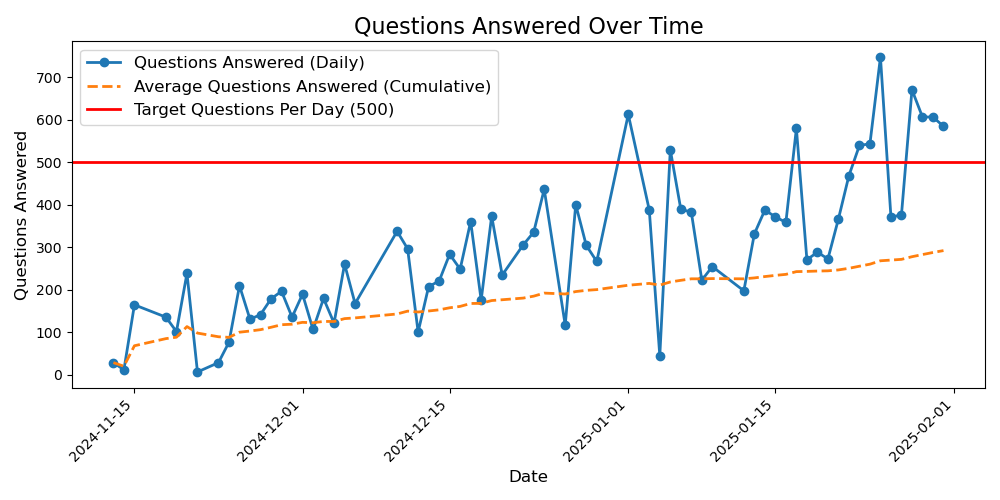 Questions Answered Over Time
Questions Answered (Daily)
Average Questions Answered (Cumulative)
Target Questions Per Day (500)
Questions Answered
700
600
500
400
300
200
100
0
2024-11-15
2024-12-01
2024-12-15
2025-01-01
2025-01-15
2025-02-01
Date